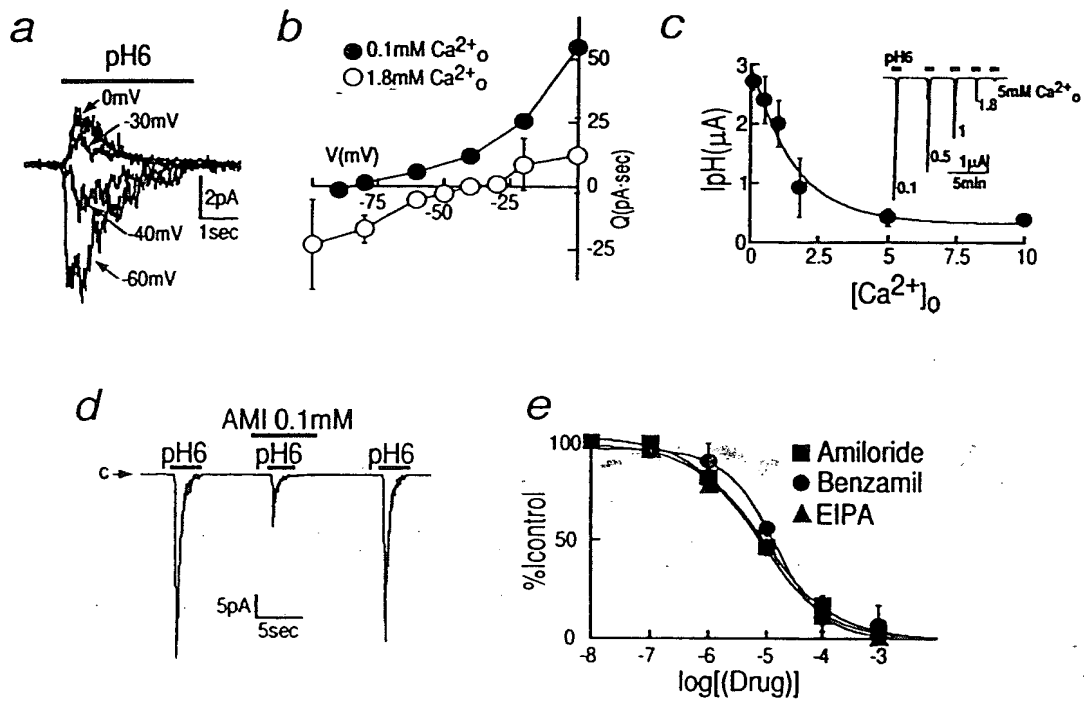 a
pH6
0mV
-30mV
2pA
1sec
-40mV
-60mV
b
0.1mM Ca2+o
1.8mM Ca2+o
V(mV)
-75
-50
-25
50
25
0
-25
Q(pA·sec)
c
3
2
1
0
IpH(μA)
0
2.5
5
7.5
10
[Ca2+]o
pH6
5mM Ca2+o
1.8
1
0.5
0.1
1μA
5min
d
AMI 0.1mM
pH6
pH6
pH6
c
5pA
5sec
e
100
50
0
%Icontrol
Amiloride
Benzamil
EIPA
-8
-7
-6
-5
-4
-3
log[(Drug)]